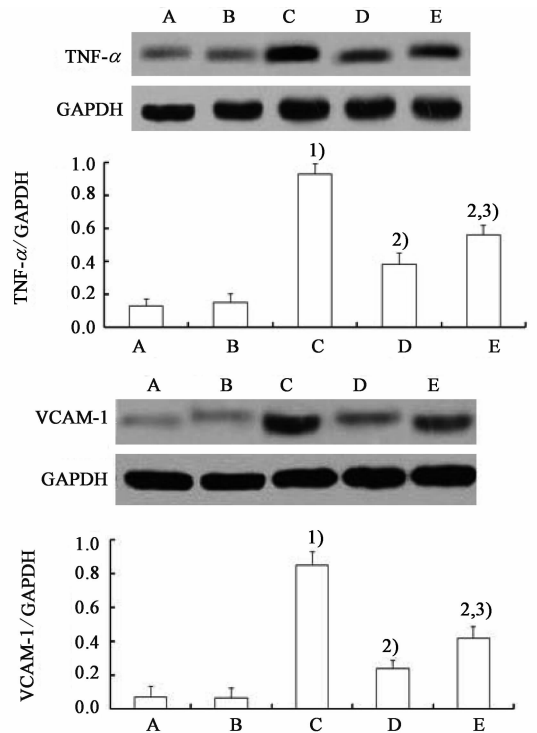 A B C D E
TNF-α
GAPDH
TNF-α/GAPDH
1.0
0.8
0.6
0.4
0.2
0.0
1)
2)
2,3)
A B C D E
A B C D E
VCAM-1
GAPDH
VCAM-1/GAPDH
1.0
0.8
0.6
0.4
0.2
0.0
1)
2)
2,3)
A B C D E